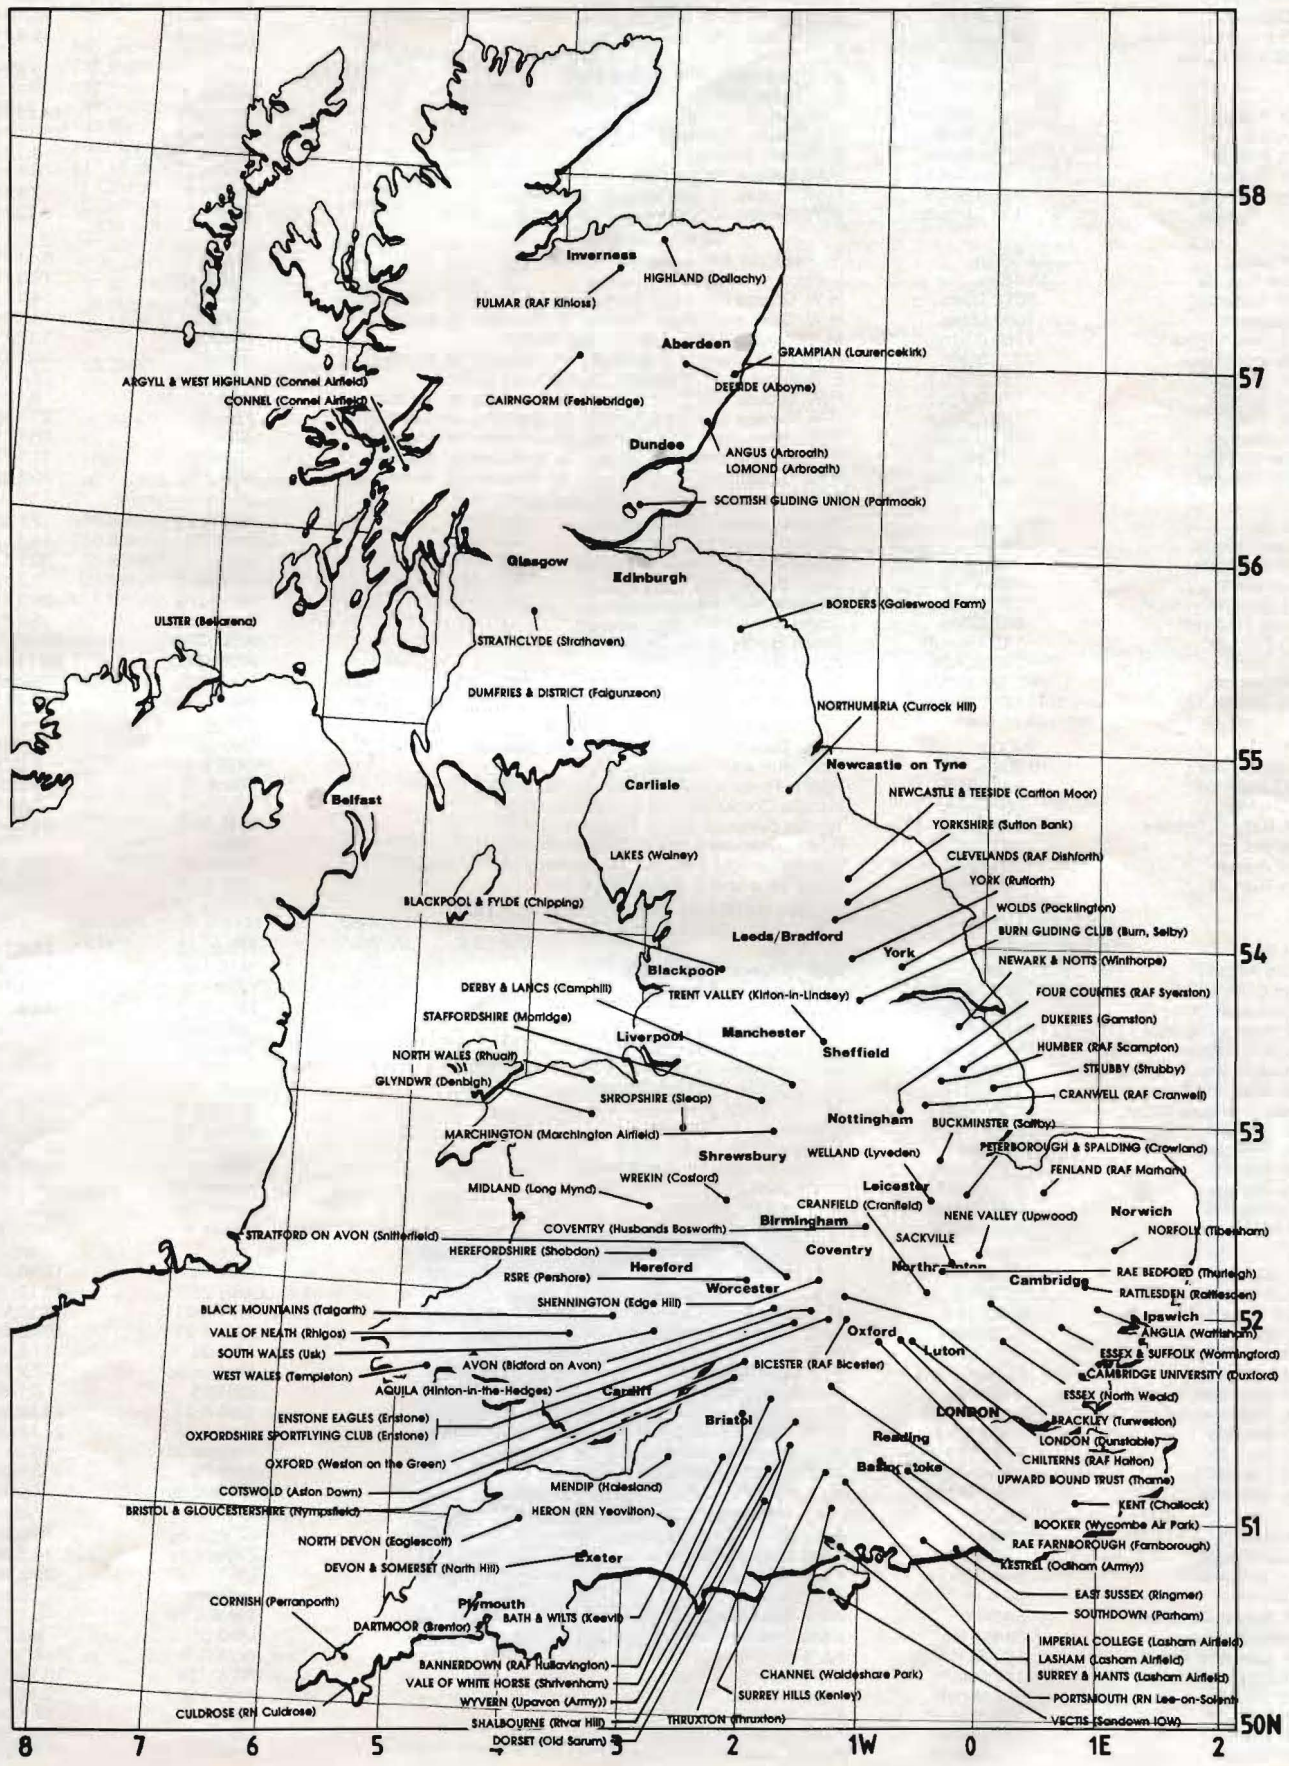 58
Inverness
HIGHLAND (Dallachy)
FULMAR (RAF Kinloss)
Aberdeen
GRAMPIAN (Laurencekirk)
57
ARGYLL & WEST HIGHLAND (Connel Airfield)
DEESIDE (Aboyne)
CONNEL (Connel Airfield)
CAIRNGORM (Feshiebridge)
Dundee
ANGUS (Arbroath)
LOMOND (Arbroath)
SCOTTISH GLIDING UNION (Portmoak)
Glasgow
56
Edinburgh
BORDERS (Galeswood Farm)
ULSTER (Bellarena)
STRATHCLYDE (Strathaven)
DUMFRIES & DISTRICT (Falgunzeon)
NORTHUMBRIA (Currock Hill)
55
Newcastle on Tyne
Carlisle
NEWCASTLE & TEESIDE (Carlton Moor)
Belfast
YORKSHIRE (Sutton Bank)
LAKES (Walney)
CLEVELANDS (RAF Dishforth)
YORK (Rufforth)
BLACKPOOL & FYLDE (Chipping)
WOLDS (Pocklington)
Leeds/Bradford
BURN GLIDING CLUB (Burn, Selby)
York
54
NEWARK & NOTTS (Winthorpe)
Blackpool
DERBY & LANCS (Camphill)
TRENT VALLEY (Kirton-in-Lindsey)
FOUR COUNTIES (RAF Syerston)
STAFFORDSHIRE (Morridge)
DUKERIES (Gamston)
Liverpool
Manchester
Sheffield
HUMBER (RAF Scampton)
NORTH WALES (Rhuallt)
STRUBBY (Strubby)
GLYNDWR (Denbigh)
CRANWELL (RAF Cranwell)
SHROPSHIRE (Sleap)
Nottingham
BUCKMINSTER (Saltby)
53
MARCHINGTON (Marchington Airfield)
PETERBOROUGH & SPALDING (Crowland)
Shrewsbury
WELLAND (Lyveden)
FENLAND (RAF Marham)
WREKIN (Cosford)
Leicester
MIDLAND (Long Mynd)
CRANFIELD (Cranfield)
NENE VALLEY (Upwood)
Norwich
Birmingham
COVENTRY (Husbands Bosworth)
NORFOLK (Tibenham)
STRATFORD ON AVON (Snitterfield)
SACKVILLE
Coventry
HEREFORDSHIRE (Shobdon)
Hereford
Northampton
RAE BEDFORD (Thurleigh)
RSRE (Pershore)
Worcester
Cambridge
RATTLESDEN (Rattlesden)
SHENNINGTON (Edge Hill)
BLACK MOUNTAINS (Talgarth)
Ipswich
52
VALE OF NEATH (Rhigos)
Oxford
ANGLIA (Wattisham)
SOUTH WALES (Usk)
Luton
ESSEX & SUFFOLK (Wormingford)
AVON (Bidford on Avon)
BICESTER (RAF Bicester)
CAMBRIDGE UNIVERSITY (Duxford)
WEST WALES (Templeton)
AQUILA (Hinton-in-the-Hedges)
Cardiff
ESSEX (North Weald)
LONDON
ENSTONE EAGLES (Enstone)
Bristol
BRACKLEY (Turweston)
OXFORDSHIRE SPORTFLYING CLUB (Enstone)
Reading
LONDON (Dunstable)
OXFORD (Weston on the Green)
Basingstoke
CHILTERNS (RAF Halton)
UPWARD BOUND TRUST (Thame)
COTSWOLD (Aston Down)
MENDIP (Halesland)
BRISTOL & GLOUCESTERSHIRE (Nympsfield)
HERON (RN Yeovilton)
KENT (Challock)
BOOKER (Wycombe Air Park)
51
NORTH DEVON (Eaglescott)
RAE FARNBOROUGH (Farnborough)
DEVON & SOMERSET (North Hill)
Exeter
KESTREL (Odiham (Army))
EAST SUSSEX (Ringmer)
CORNISH (Perranporth)
Plymouth
BATH & WILTS (Keevil)
SOUTHDOWN (Parham)
DARTMOOR (Brentor)
IMPERIAL COLLEGE (Lasham Airfield)
LASHAM (Lasham Airfield)
BANNERDOWN (RAF Hullavington)
CHANNEL (Waldeshare Park)
SURREY & HANTS (Lasham Airfield)
VALE OF WHITE HORSE (Shrivenham)
SURREY HILLS (Kenley)
PORTSMOUTH (RN Lee-on-Solent)
WYVERN (Upavon (Army))
CULDROSE (RN Culdrose)
SHALBOURNE (Rivar Hill)
THRUXTON (Thruxton)
VECTIS (Sandown IOW)
50N
DORSET (Old Sarum)
8 7 6 5 4 3 2 1W 0 1E 2